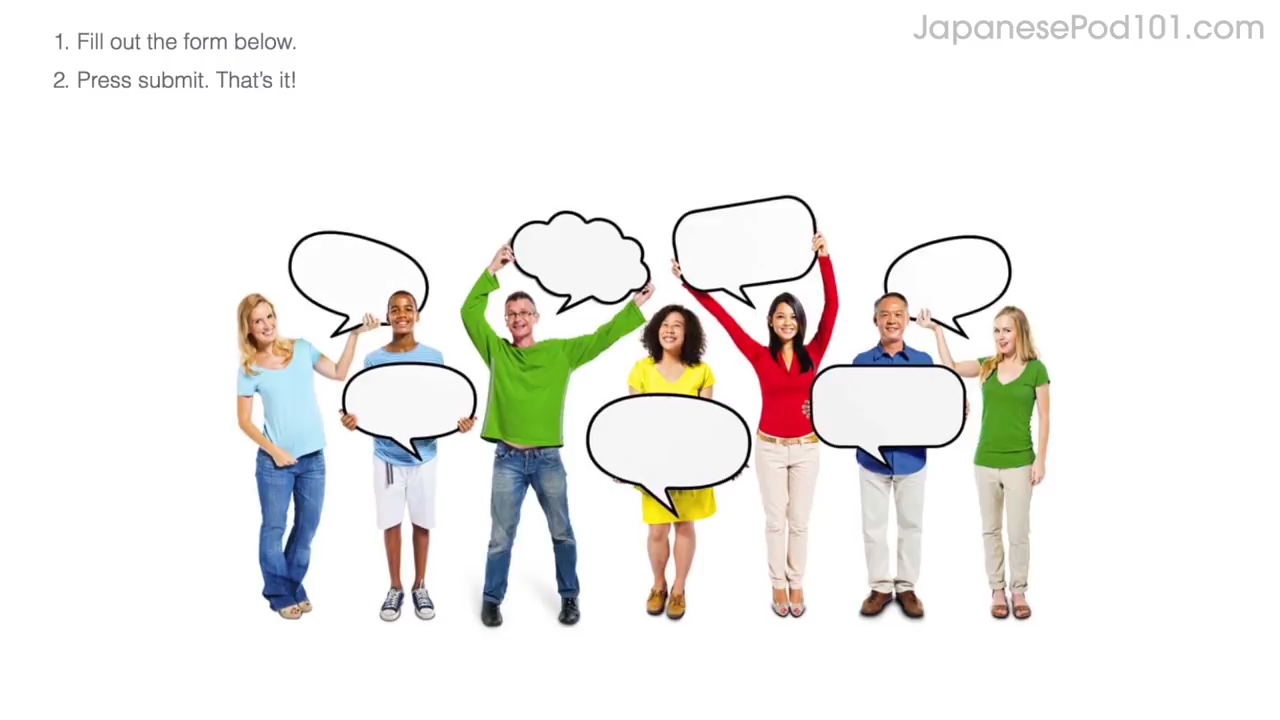 JapanesePod101.com
1. Fill out the form below.
2. Press submit. That's it!